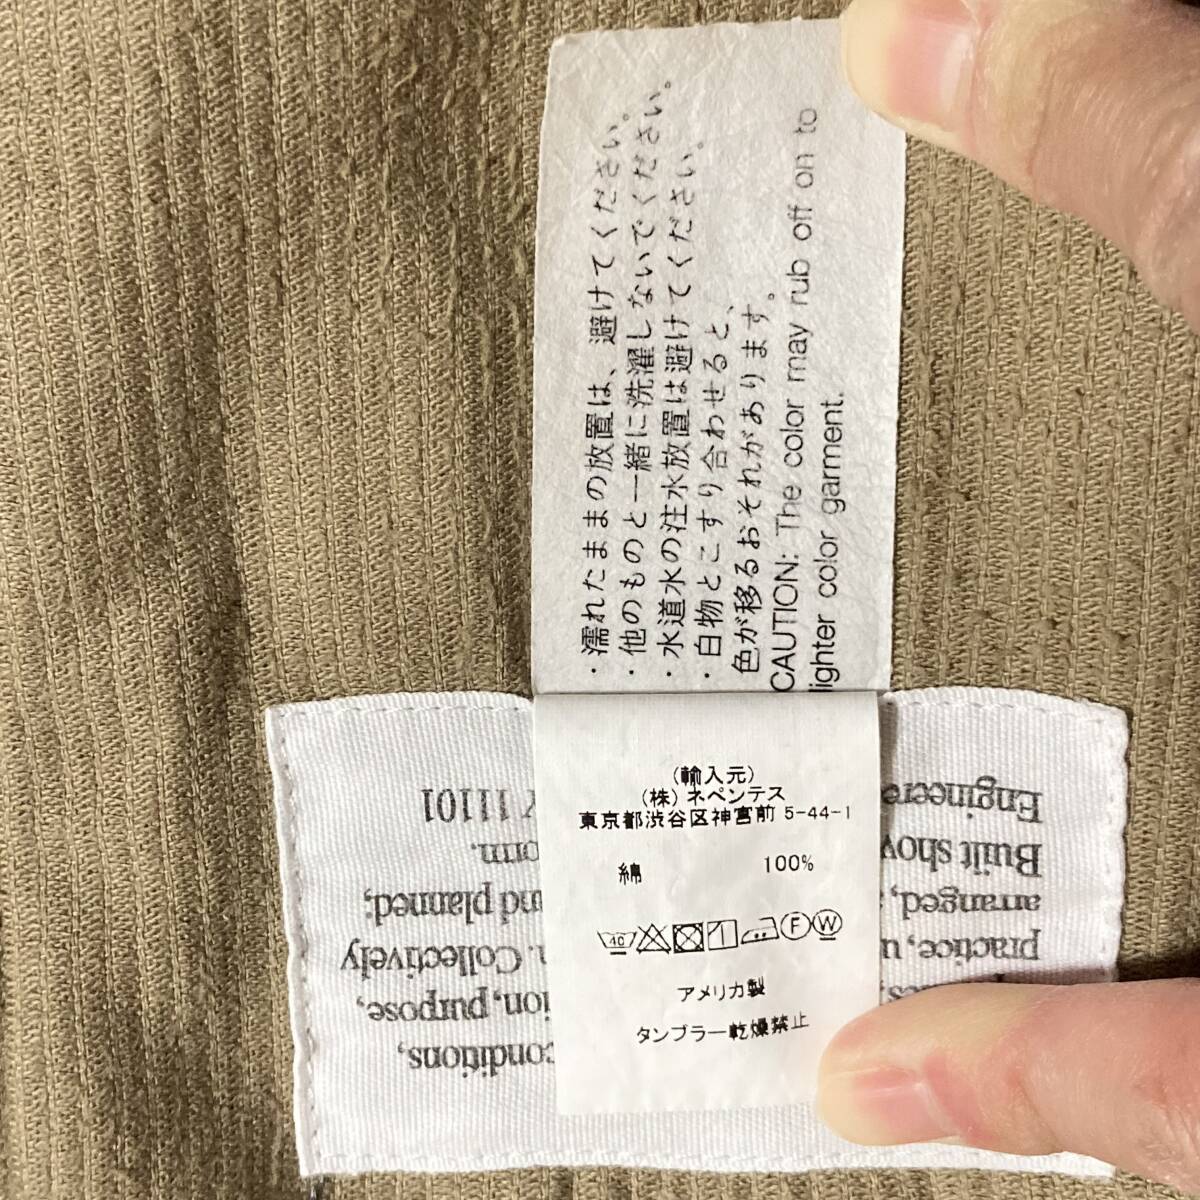 ・濡れたままの放置は、避けてください。
・他のものと一緒に洗濯しないでください。
・水道水の注水放置は避けてください。
・白物とこすり合わせると、
色が移るおそれがあります。
CAUTION: The color may rub off on to
lighter color garment.
(輸入元)
(株)ネペンテス
東京都渋谷区神宮前 5-44-1
綿 100%
40 F W
アメリカ製
タンブラー乾燥禁止
conditions,
purpose,
practice, Collectively
arranged, and planned;
Built
11101